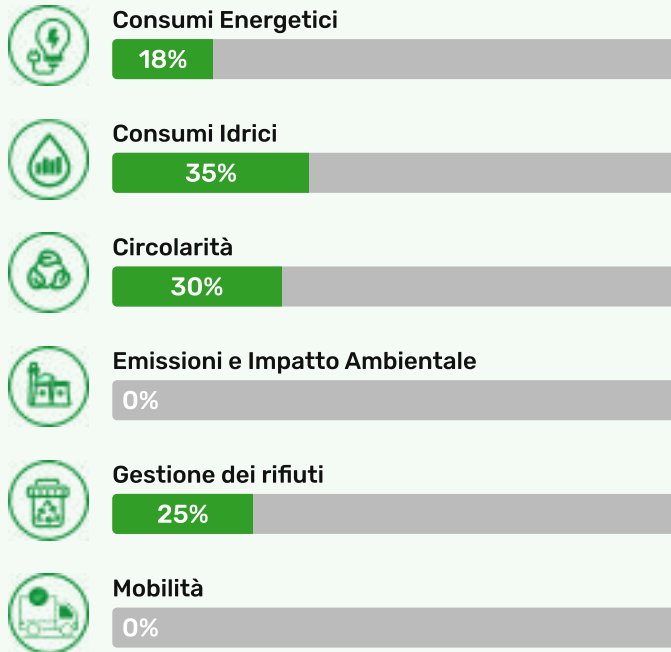 Consumi Energetici
18%
Consumi Idrici
35%
Circolarità
30%
Emissioni e Impatto Ambientale
0%
Gestione dei rifiuti
25%
Mobilità
0%